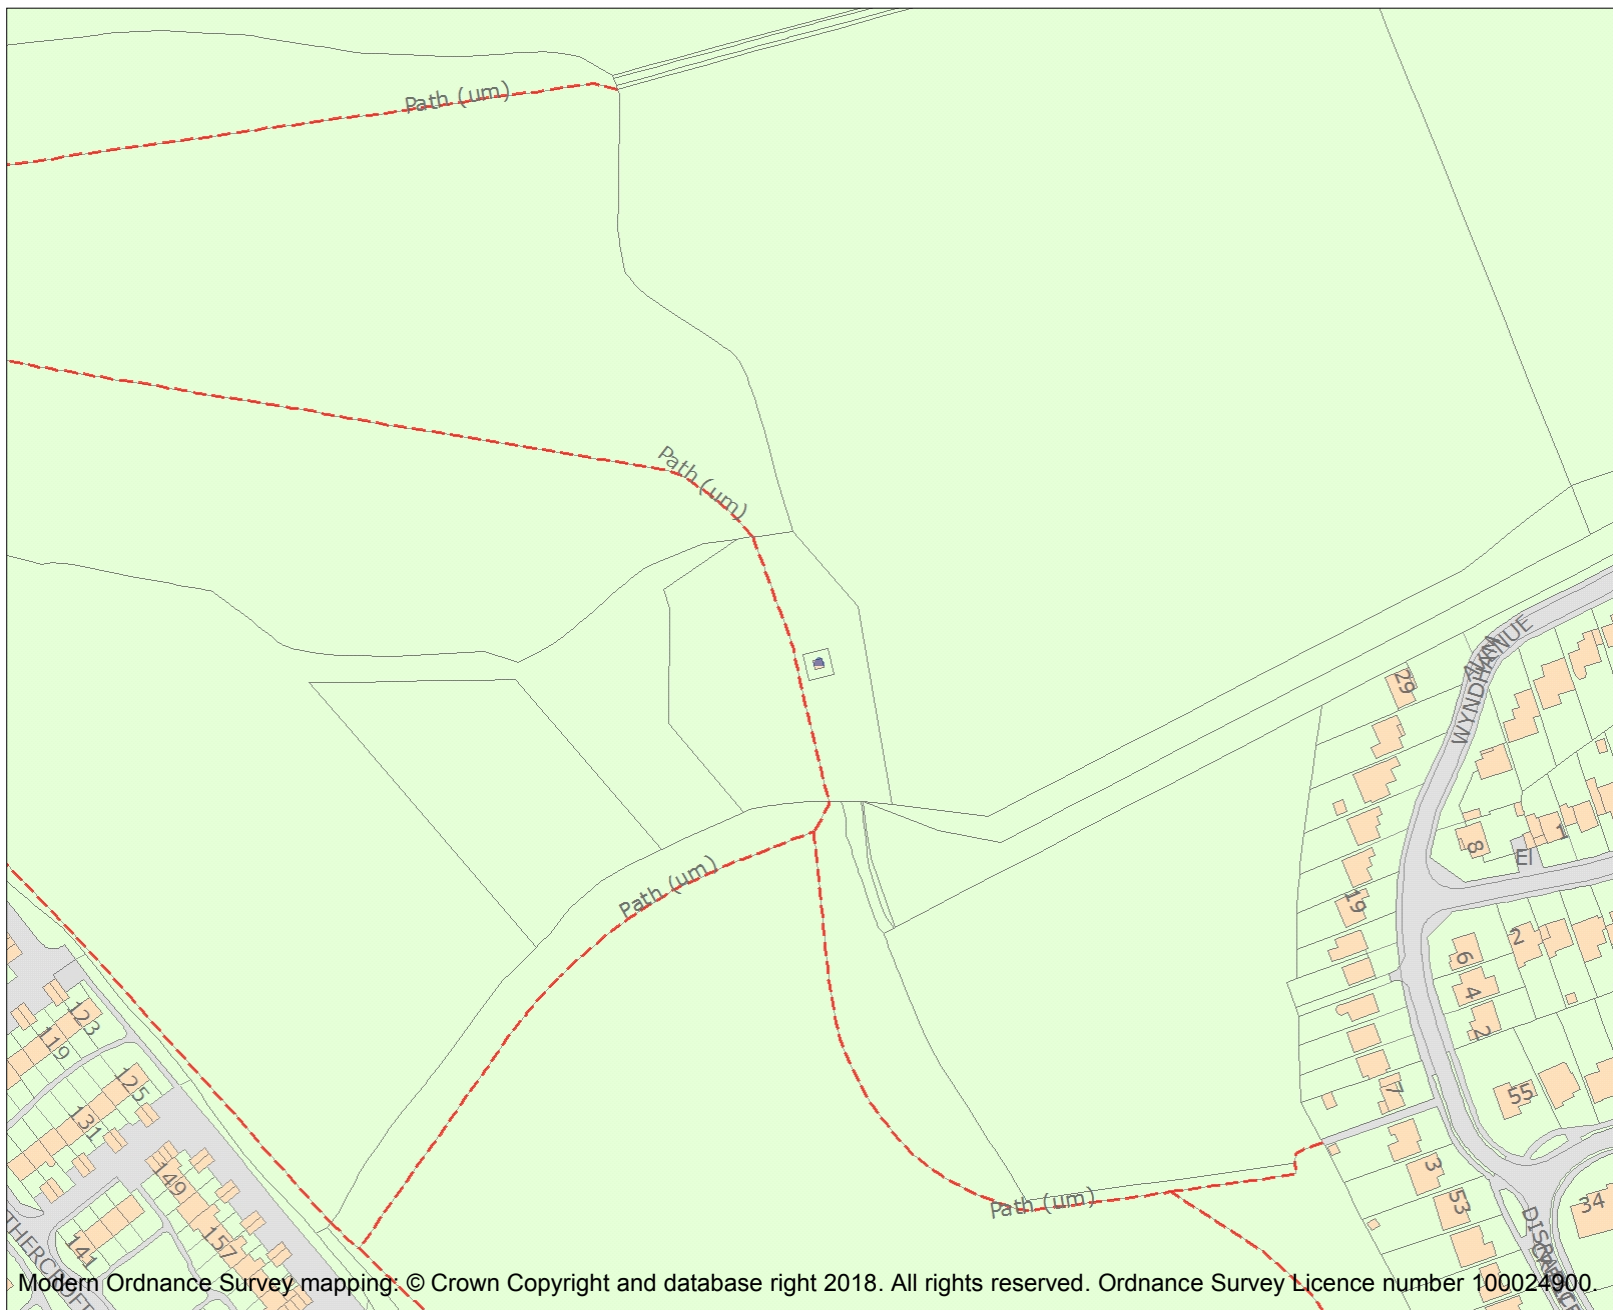 Path (um)
Path (um)
29
WYNDHAM
8
1
El
Path (um)
19
2
6
4
2
123
119
125
7
55
131
149
3
Path (um)
53
34
141
157
Modern Ordnance Survey mapping: © Crown Copyright and database right 2018. All rights reserved. Ordnance Survey Licence number 100024900.